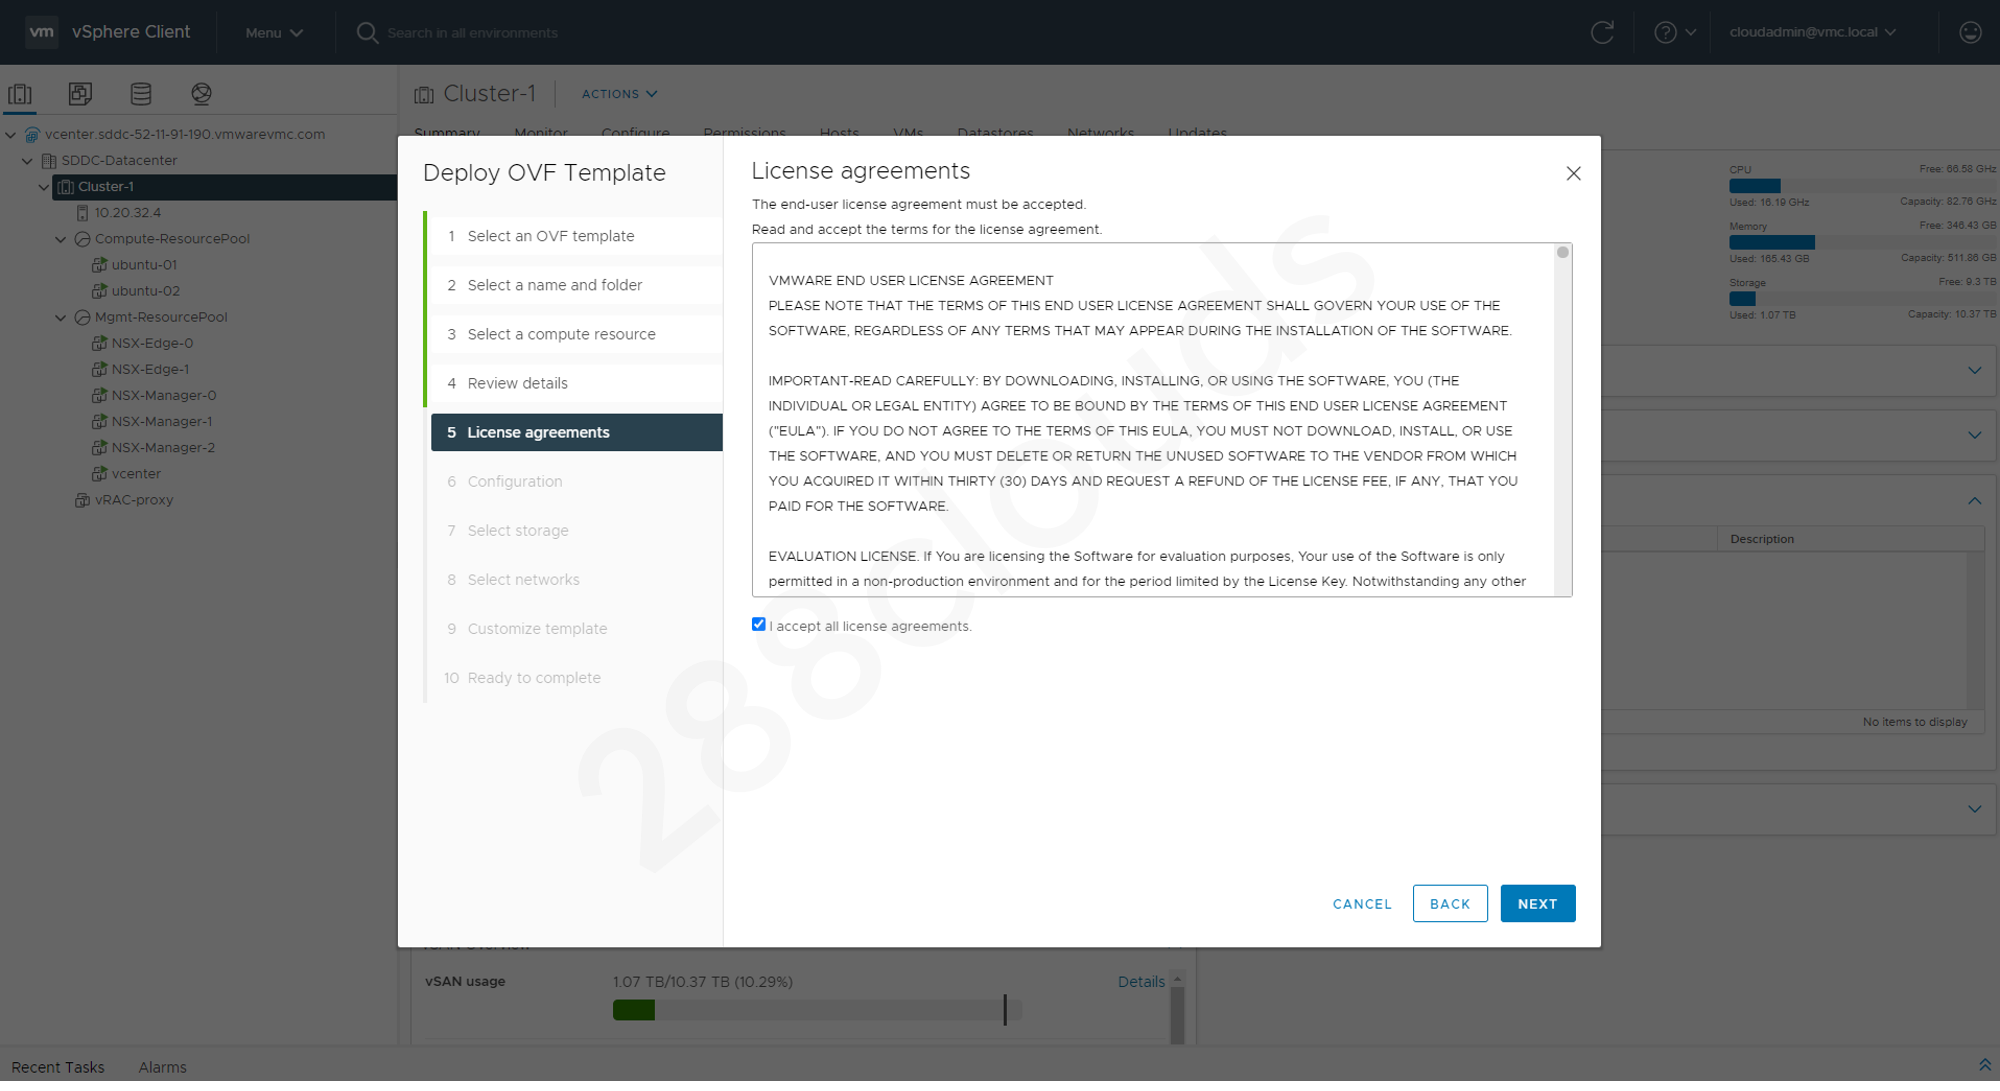 vm vSphere Client Menu Search in all environments cloudadmin@vmc.local
vcenter.sddc-52-11-91-190.vmwarevmc.com
SDDC-Datacenter
Cluster-1
10.20.32.4
Compute-ResourcePool
ubuntu-01
ubuntu-02
Mgmt-ResourcePool
NSX-Edge-0
NSX-Edge-1
NSX-Manager-0
NSX-Manager-1
NSX-Manager-2
vcenter
vRAC-proxy
Cluster-1 ACTIONS
Summary Monitor Configure Permissions Hosts VMs Datastores Networks Updates
Deploy OVF Template
1 Select an OVF template
2 Select a name and folder
3 Select a compute resource
4 Review details
5 License agreements
6 Configuration
7 Select storage
8 Select networks
9 Customize template
10 Ready to complete
License agreements
The end-user license agreement must be accepted.
Read and accept the terms for the license agreement.
VMWARE END USER LICENSE AGREEMENT
PLEASE NOTE THAT THE TERMS OF THIS END USER LICENSE AGREEMENT SHALL GOVERN YOUR USE OF THE
SOFTWARE, REGARDLESS OF ANY TERMS THAT MAY APPEAR DURING THE INSTALLATION OF THE SOFTWARE.
IMPORTANT-READ CAREFULLY: BY DOWNLOADING, INSTALLING, OR USING THE SOFTWARE, YOU (THE
INDIVIDUAL OR LEGAL ENTITY) AGREE TO BE BOUND BY THE TERMS OF THIS END USER LICENSE AGREEMENT
("EULA"). IF YOU DO NOT AGREE TO THE TERMS OF THIS EULA, YOU MUST NOT DOWNLOAD, INSTALL, OR USE
THE SOFTWARE, AND YOU MUST DELETE OR RETURN THE UNUSED SOFTWARE TO THE VENDOR FROM WHICH
YOU ACQUIRED IT WITHIN THIRTY (30) DAYS AND REQUEST A REFUND OF THE LICENSE FEE, IF ANY, THAT YOU
PAID FOR THE SOFTWARE.
EVALUATION LICENSE. If You are licensing the Software for evaluation purposes, Your use of the Software is only
permitted in a non-production environment and for the period limited by the License Key. Notwithstanding any other
I accept all license agreements.
CANCEL BACK NEXT
288clouds
CPU Free: 66.58 GHz
Used: 16.19 GHz Capacity: 82.76 GHz
Memory Free: 346.43 GB
Used: 165.43 GB Capacity: 511.86 GB
Storage Free: 9.3 TB
Used: 1.07 TB Capacity: 10.37 TB
Description
No items to display
vSAN Overview
vSAN usage 1.07 TB/10.37 TB (10.29%) Details
Recent Tasks Alarms